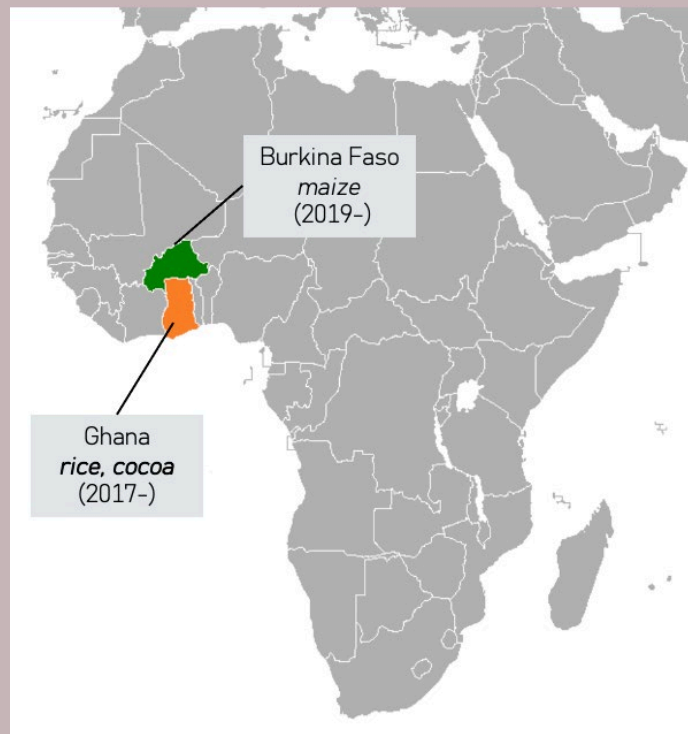 Burkina Faso
maize
(2019-)
Ghana
rice, cocoa
(2017-)